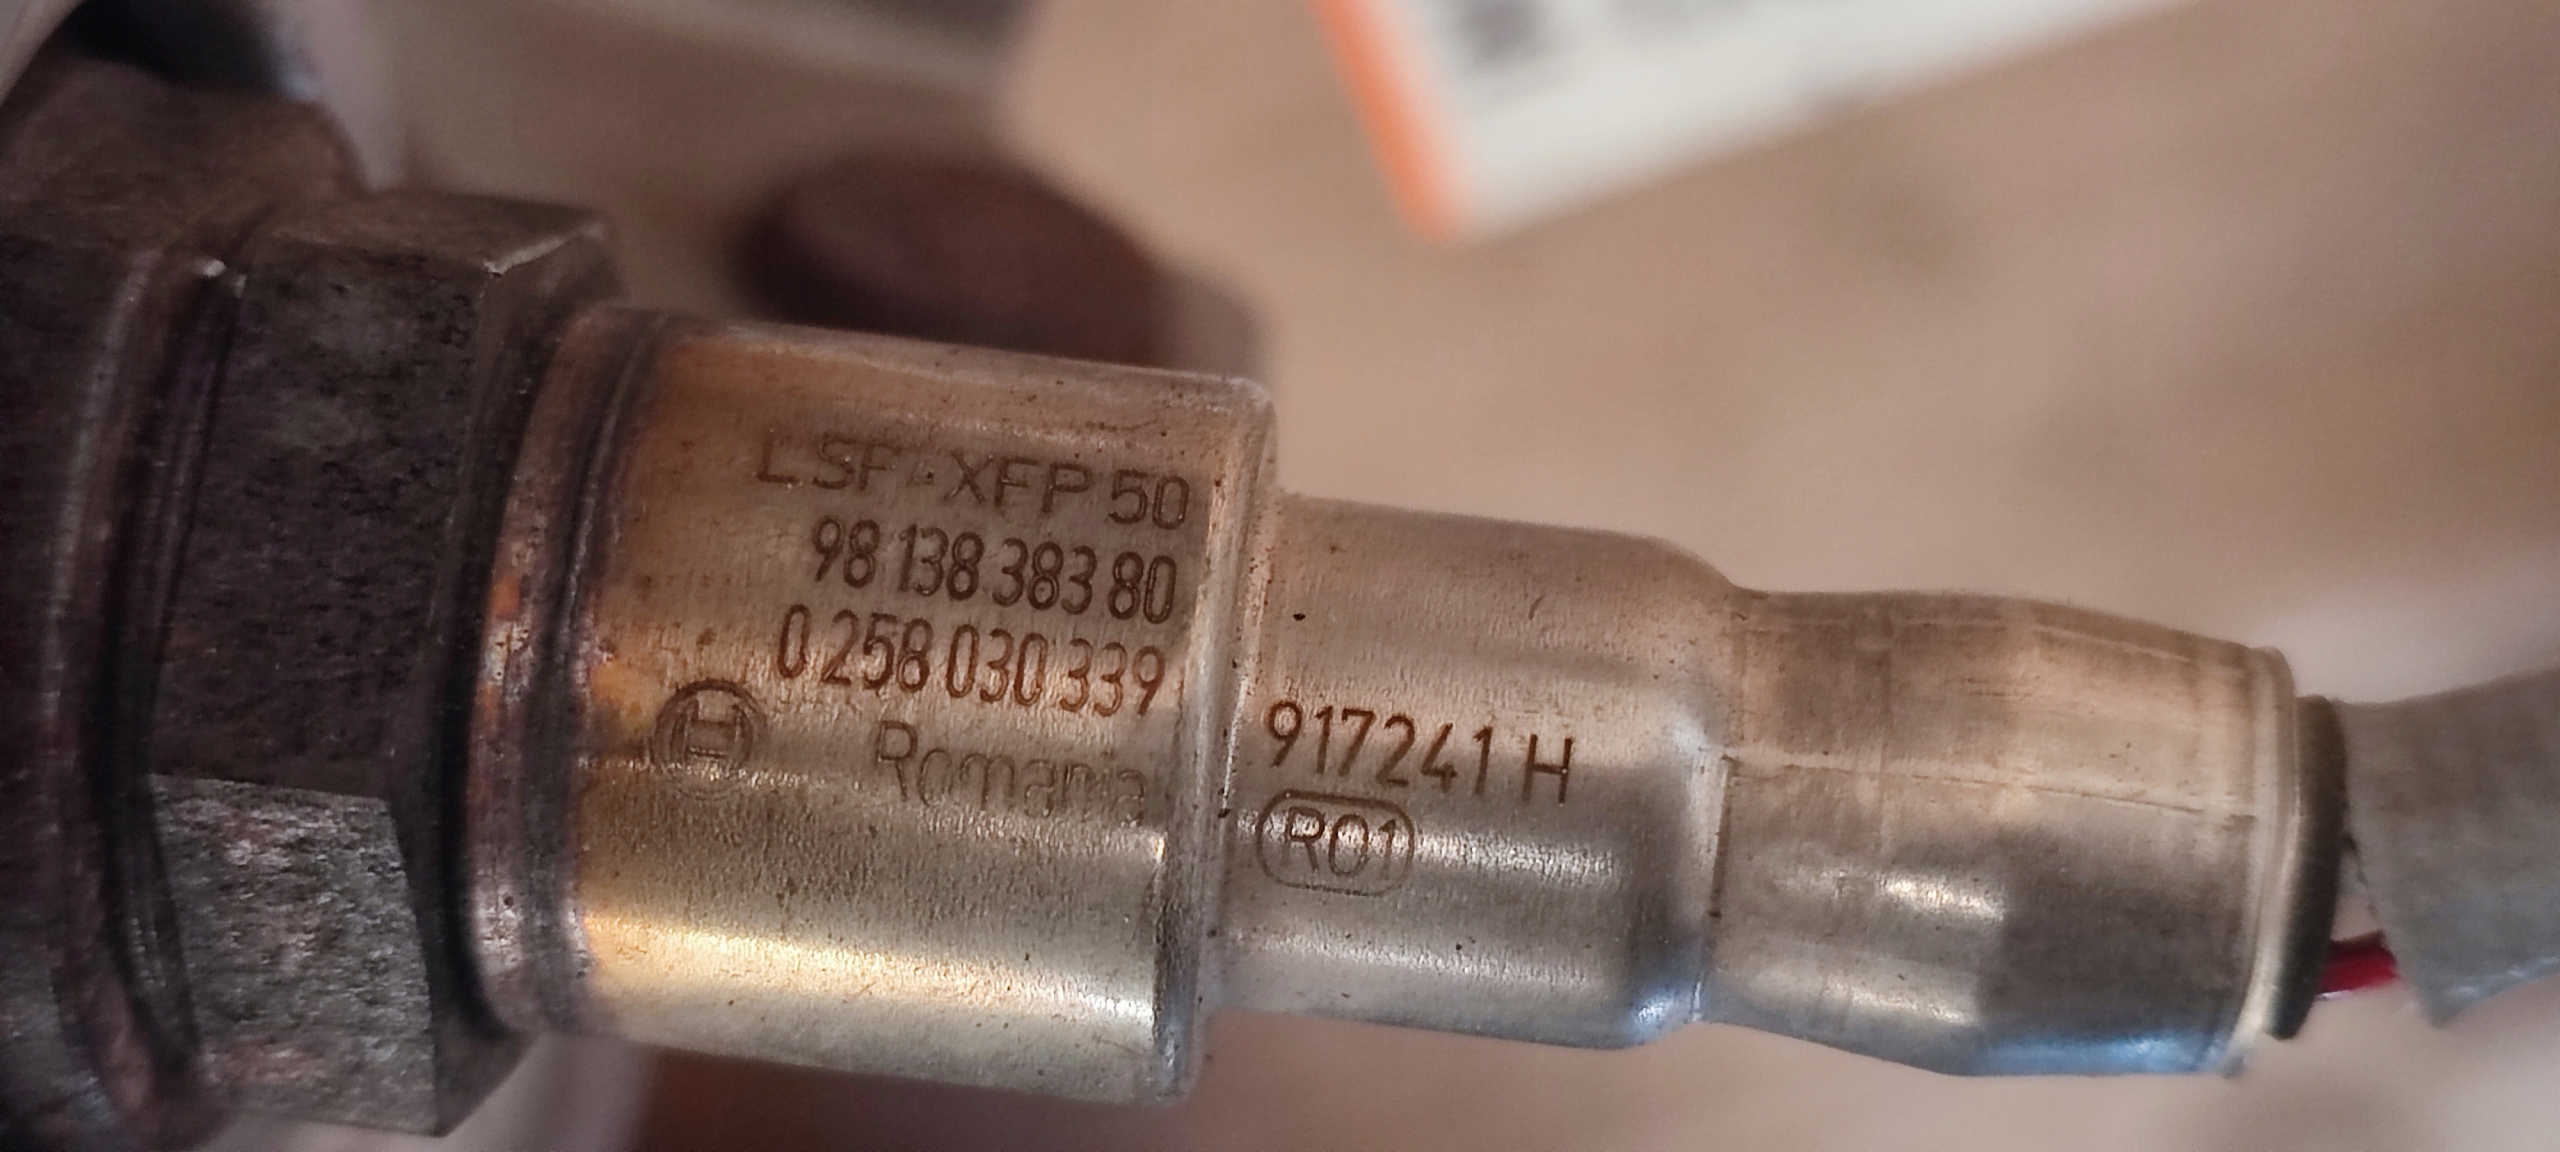 LSF-XFP 50
98 138 383 80
0 258 030 339
Romania
917241 H
R01